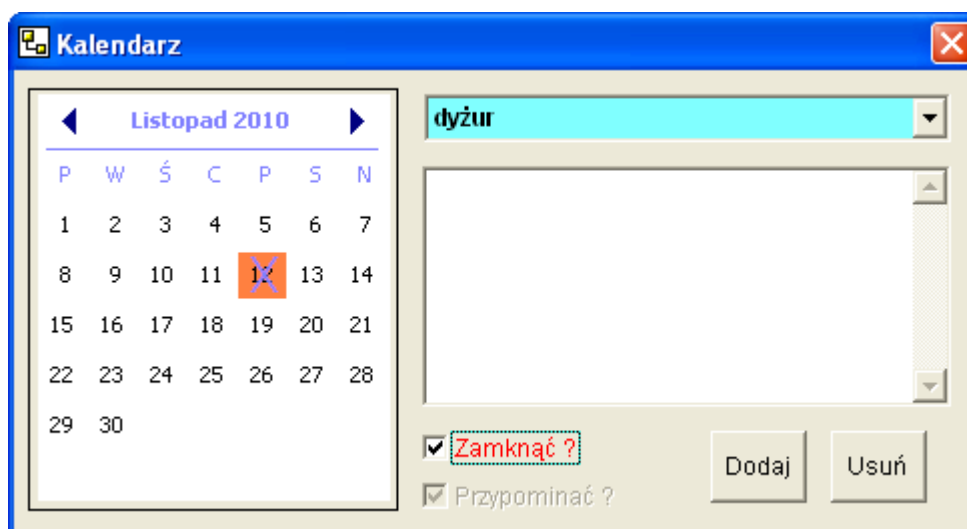 Kalendarz
Listopad 2010
P W Ś C P S N
1 2 3 4 5 6 7
8 9 10 11 12 13 14
15 16 17 18 19 20 21
22 23 24 25 26 27 28
29 30
dyżur
Zamknąć ?
Przypominać ?
Dodaj
Usuń